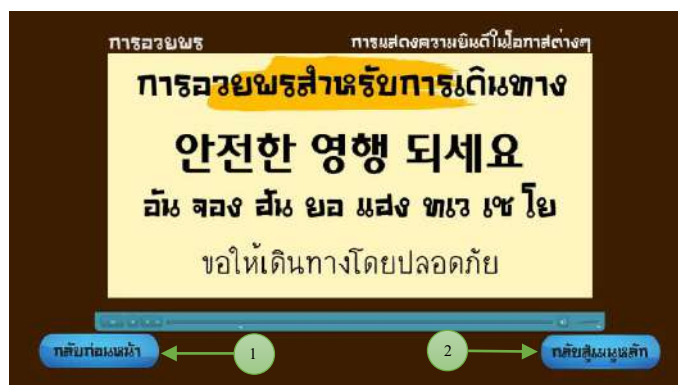 การอวยพร
การแสดงความยินดีในโอกาสต่างๆ
การอวยพรสำหรับการเดินทาง
안전한 영행 되세요
อัน จอง ฮัน ยอ แฮง ทเว เซ โย
ขอให้เดินทางโดยปลอดภัย
กลับก่อนหน้า
1
2
กลับสู่เมนูหลัก